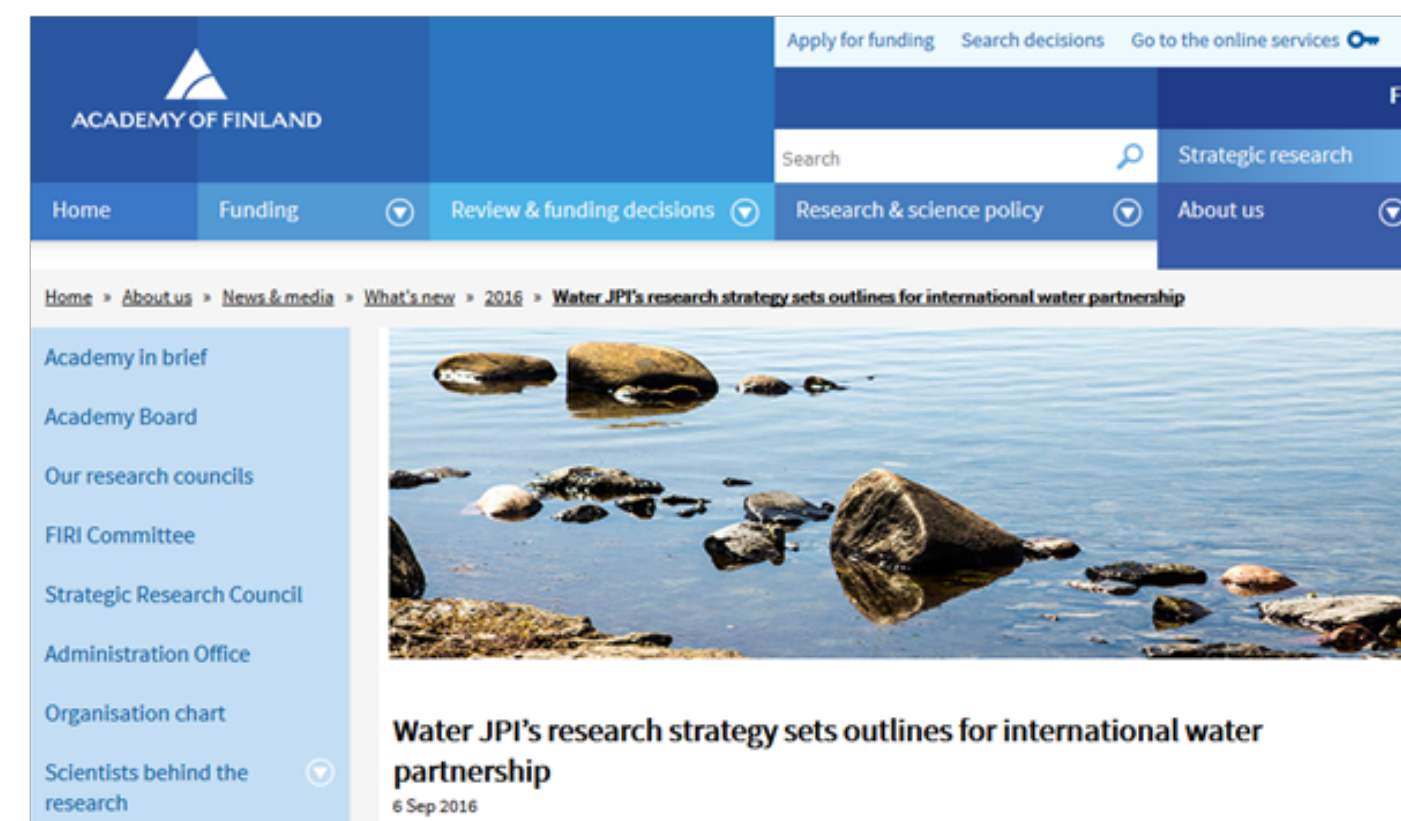 Apply for funding Search decisions Go to the online services
ACADEMY OF FINLAND
F
Search
Strategic research
Home Funding Review & funding decisions Research & science policy About us
Home » About us » News & media » What's new » 2016 » Water JPI's research strategy sets outlines for international water partnership
Academy in brief
Academy Board
Our research councils
FIRI Committee
Strategic Research Council
Administration Office
Organisation chart
Scientists behind the
research
Water JPI's research strategy sets outlines for international water
partnership
6 Sep 2016